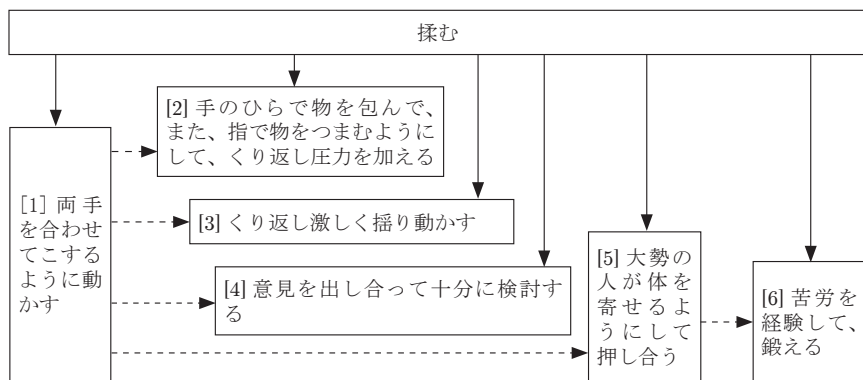 揉む
[2] 手のひらで物を包んで、
また、指で物をつまむように
して、くり返し圧力を加える
[1] 両手
を合わせ
てこする
ように動
かす
[3] くり返し激しく揺り動かす
[4] 意見を出し合って十分に検討す
る
[5] 大勢の
人が体を
寄せるよ
うにして
押し合う
[6] 苦労を
経験して、
鍛える